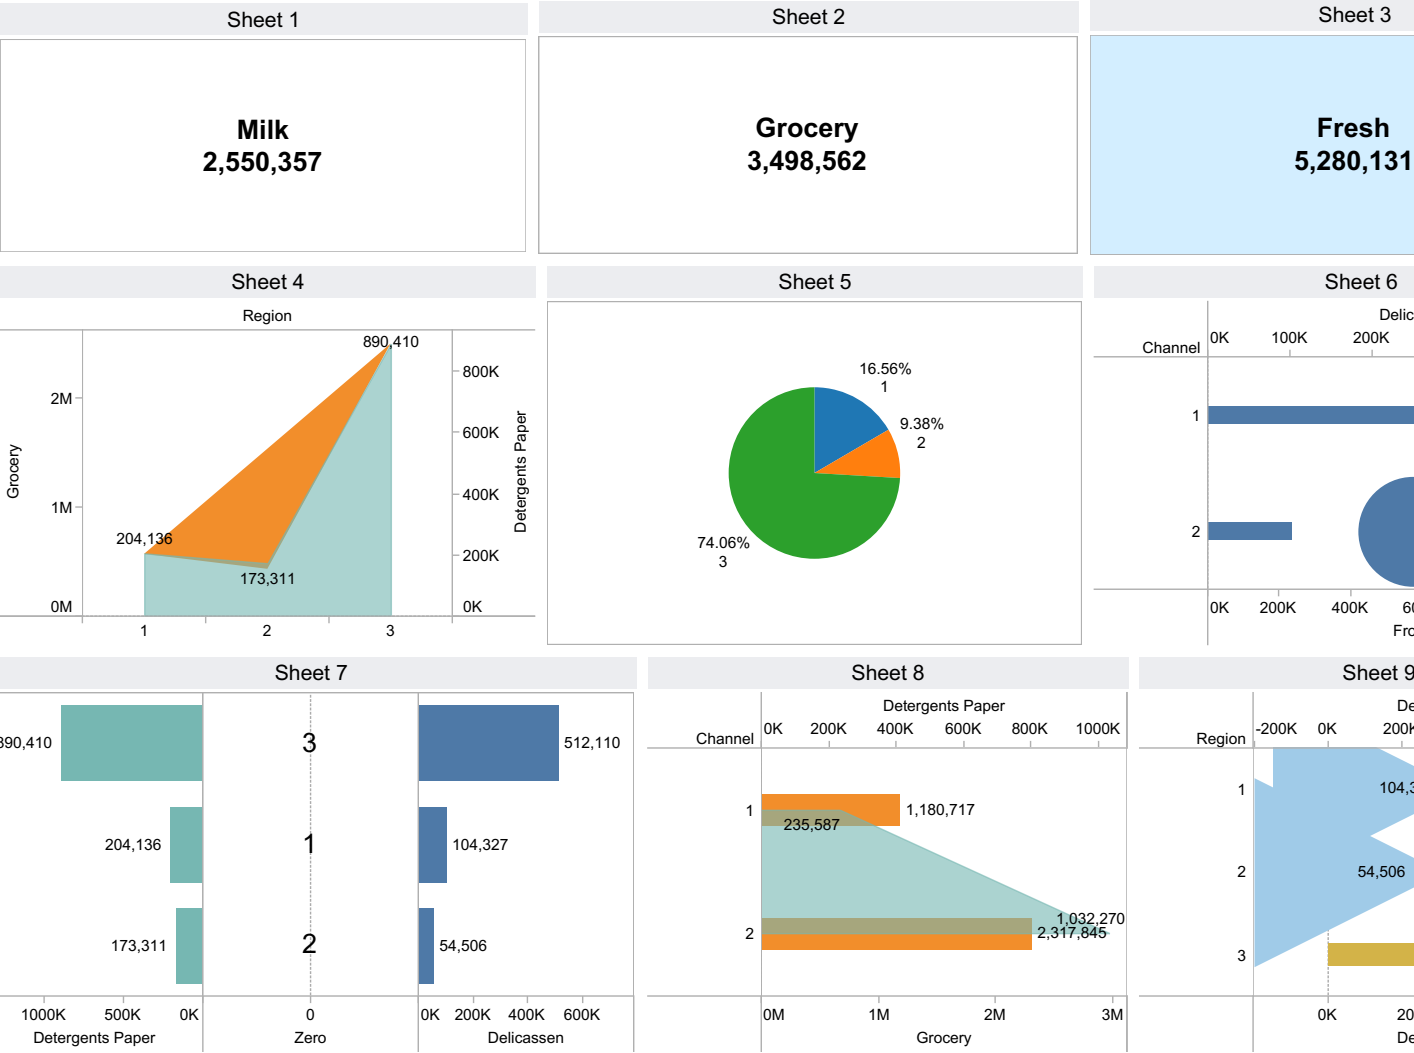 Sheet 1
Sheet 2
Sheet 3
Milk
2,550,357
Grocery
3,498,562
Fresh
5,280,131
Sheet 4
Region
890,410
204,136
173,311
2M
1M
0M
Grocery
800K
600K
400K
200K
0K
Detergents Paper
1 2 3
Sheet 5
16.56%
1
9.38%
2
74.06%
3
Sheet 6
Channel
0K 100K 200K
1
2
0K 200K 400K
Sheet 7
3
512,110
204,136
1
104,327
173,311
2
54,506
1000K 500K 0K
0
0K 200K 400K 600K
Detergents Paper
Zero
Delicassen
Sheet 8
Detergents Paper
Channel
0K 200K 400K 600K 800K 1000K
1
1,180,717
235,587
1,032,270
2
2,317,845
0M 1M 2M 3M
Grocery
Sheet 9
Region
-200K 0K
1
2
54,506
3
0K